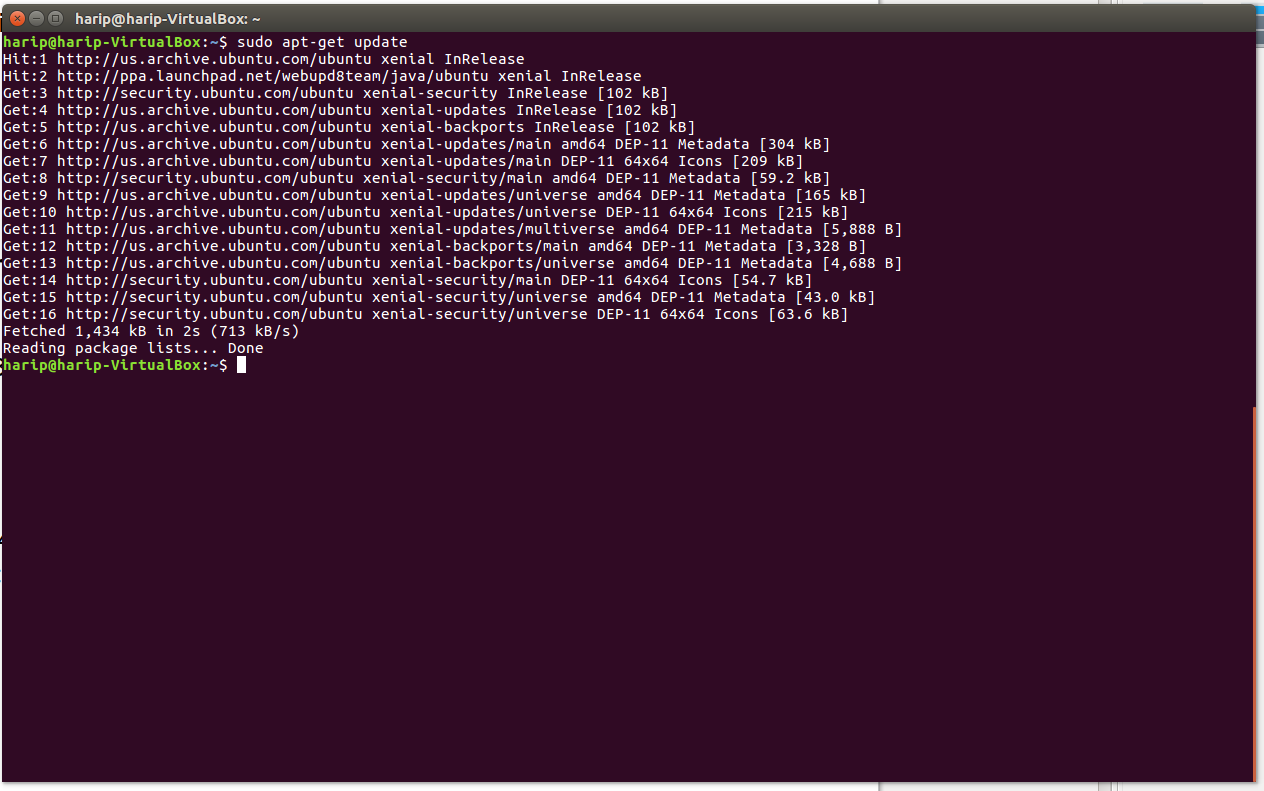 harip@harip-VirtualBox: ~
harip@harip-VirtualBox:~$ sudo apt-get update
Hit:1 http://us.archive.ubuntu.com/ubuntu xenial InRelease
Hit:2 http://ppa.launchpad.net/webupd8team/java/ubuntu xenial InRelease
Get:3 http://security.ubuntu.com/ubuntu xenial-security InRelease [102 kB]
Get:4 http://us.archive.ubuntu.com/ubuntu xenial-updates InRelease [102 kB]
Get:5 http://us.archive.ubuntu.com/ubuntu xenial-backports InRelease [102 kB]
Get:6 http://us.archive.ubuntu.com/ubuntu xenial-updates/main amd64 DEP-11 Metadata [304 kB]
Get:7 http://us.archive.ubuntu.com/ubuntu xenial-updates/main DEP-11 64x64 Icons [209 kB]
Get:8 http://security.ubuntu.com/ubuntu xenial-security/main amd64 DEP-11 Metadata [59.2 kB]
Get:9 http://us.archive.ubuntu.com/ubuntu xenial-updates/universe amd64 DEP-11 Metadata [165 kB]
Get:10 http://us.archive.ubuntu.com/ubuntu xenial-updates/universe DEP-11 64x64 Icons [215 kB]
Get:11 http://us.archive.ubuntu.com/ubuntu xenial-updates/multiverse amd64 DEP-11 Metadata [5,888 B]
Get:12 http://us.archive.ubuntu.com/ubuntu xenial-backports/main amd64 DEP-11 Metadata [3,328 B]
Get:13 http://us.archive.ubuntu.com/ubuntu xenial-backports/universe amd64 DEP-11 Metadata [4,688 B]
Get:14 http://security.ubuntu.com/ubuntu xenial-security/main DEP-11 64x64 Icons [54.7 kB]
Get:15 http://security.ubuntu.com/ubuntu xenial-security/universe amd64 DEP-11 Metadata [43.0 kB]
Get:16 http://security.ubuntu.com/ubuntu xenial-security/universe DEP-11 64x64 Icons [63.6 kB]
Fetched 1,434 kB in 2s (713 kB/s)
Reading package lists... Done
harip@harip-VirtualBox:~$